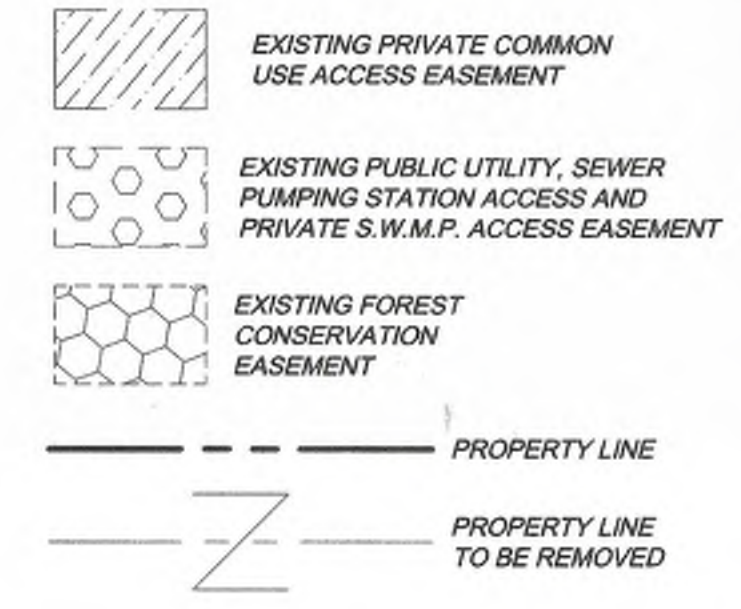 EXISTING PRIVATE COMMON
USE ACCESS EASEMENT
EXISTING PUBLIC UTILITY, SEWER
PUMPING STATION ACCESS AND
PRIVATE S.W.M.P. ACCESS EASEMENT
EXISTING FOREST
CONSERVATION
EASEMENT
PROPERTY LINE
PROPERTY LINE
TO BE REMOVED